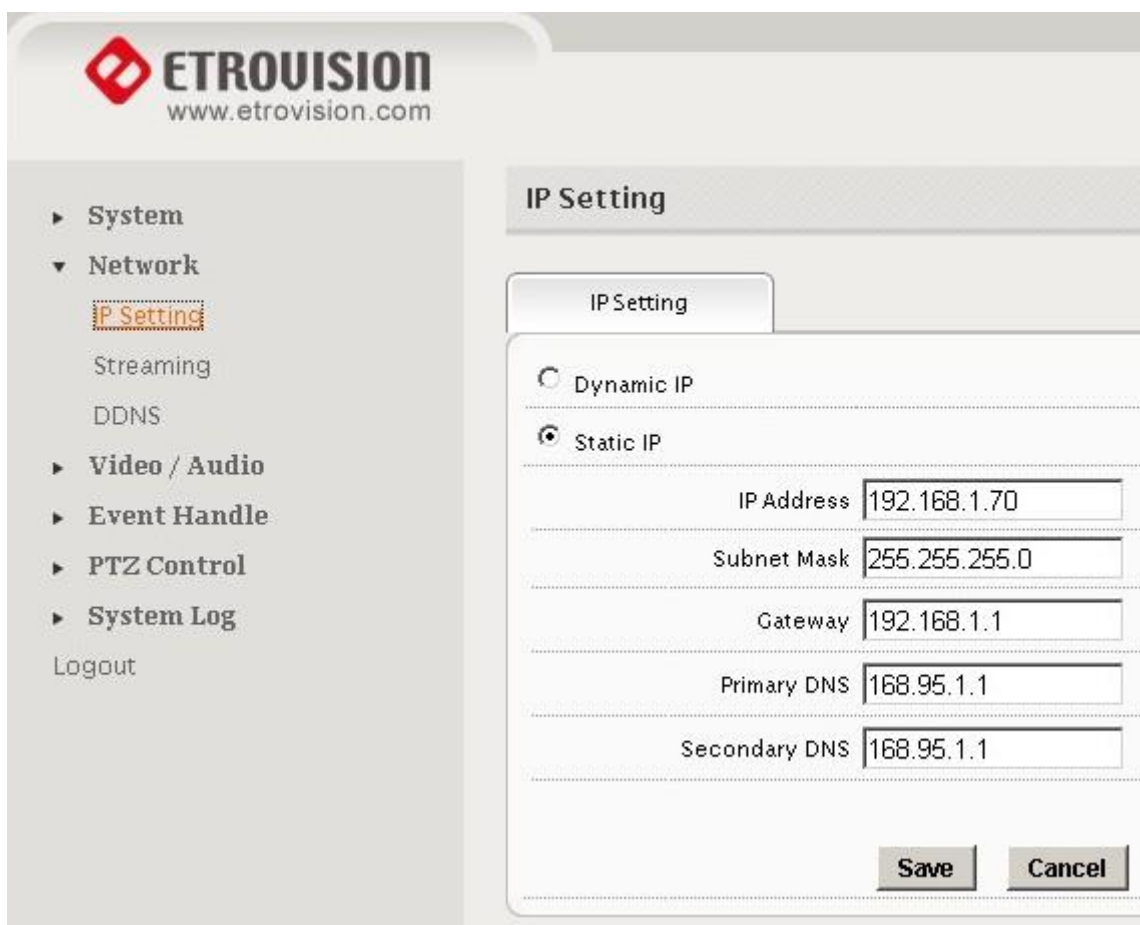 ETROVISION
www.etrovision.com
System
Network
IP Setting
Streaming
DDNS
Video / Audio
Event Handle
PTZ Control
System Log
Logout
IP Setting
IP Setting
Dynamic IP
Static IP
IP Address 192.168.1.70
Subnet Mask 255.255.255.0
Gateway 192.168.1.1
Primary DNS 168.95.1.1
Secondary DNS 168.95.1.1
Save Cancel